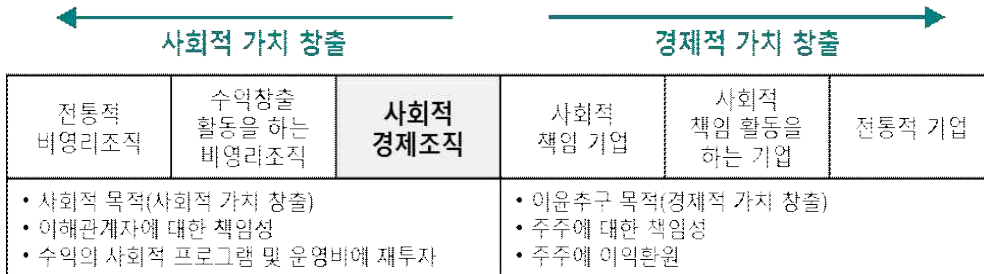 사회적 가치 창출
경제적 가치 창출
전통적
비영리조직
수익창출
활동을 하는
비영리조직
사회적
경제조직
사회적
책임 기업
사회적
책임 활동을
하는 기업
전통적 기업
• 사회적 목적(사회적 가치 창출)
• 이해관계자에 대한 책임성
• 수익의 사회적 프로그램 및 운영비에 재투자
• 이윤추구 목적(경제적 가치 창출)
• 주주에 대한 책임성
• 주주에 이익환원